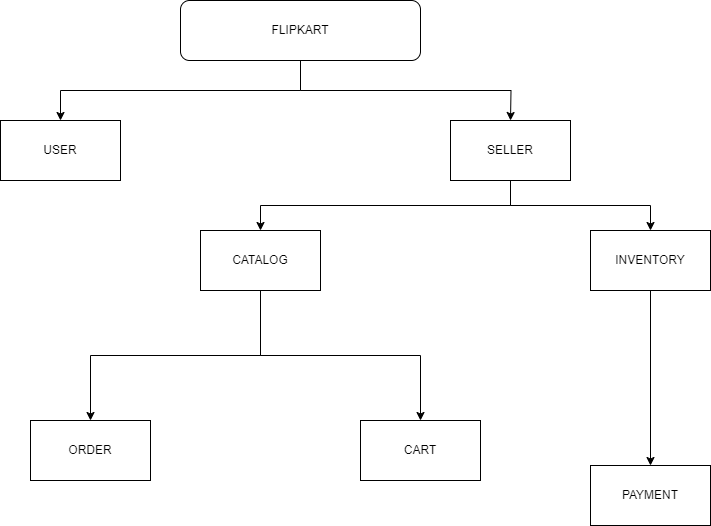 FLIPKART
USER
SELLER
CATALOG
INVENTORY
ORDER
CART
PAYMENT